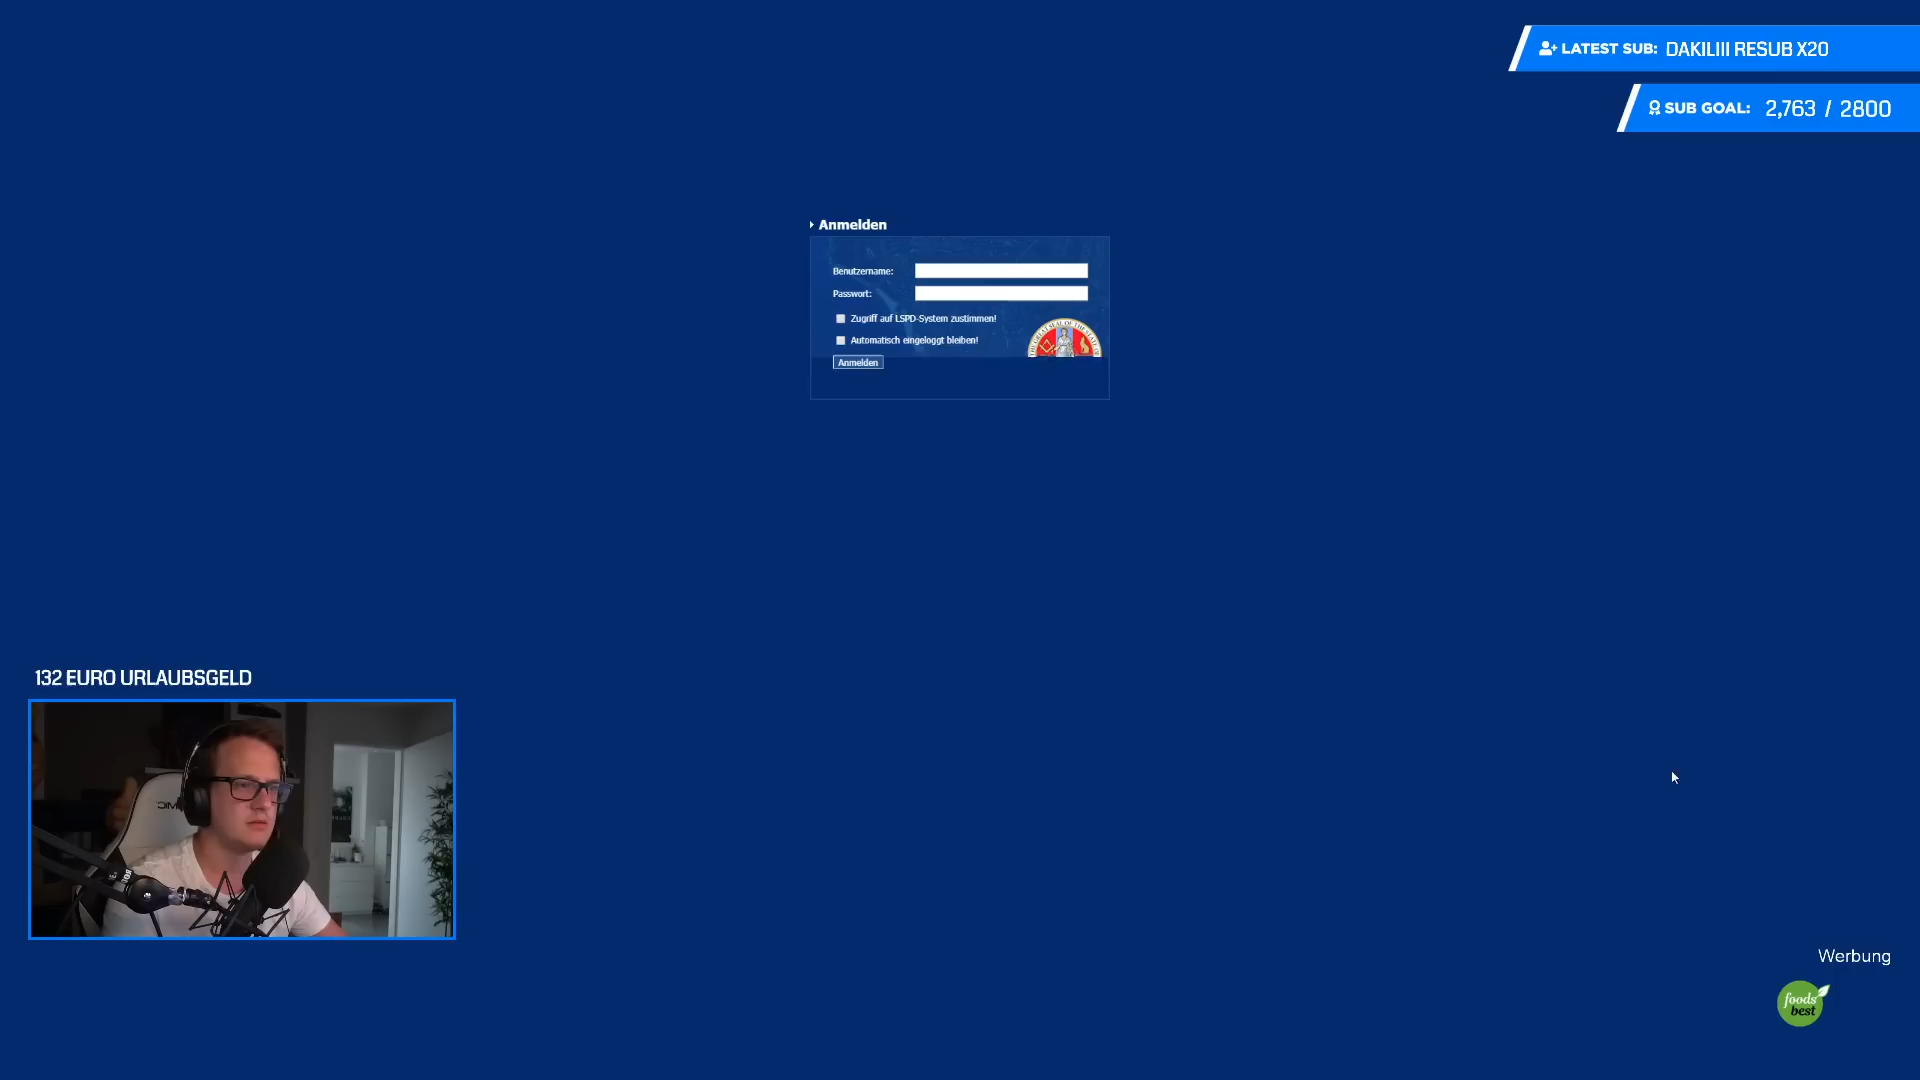 LATEST SUB: DAKILIII RESUB X20
SUB GOAL: 2,763 / 2800
Anmelden
Benutzername:
Passwort:
Zugriff auf LSPD-System zustimmen!
Automatisch eingeloggt bleiben!
Anmelden
132 EURO URLAUBSGELD
Werbung
foods
best